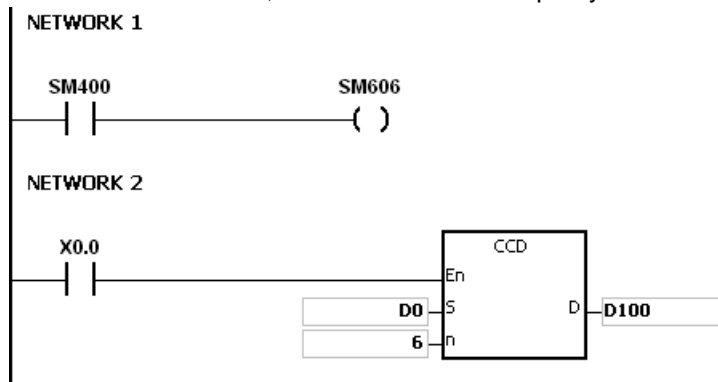 NETWORK 1
SM400 SM606
NETWORK 2
X0.0
CCD
En
D0 S D D100
6 n